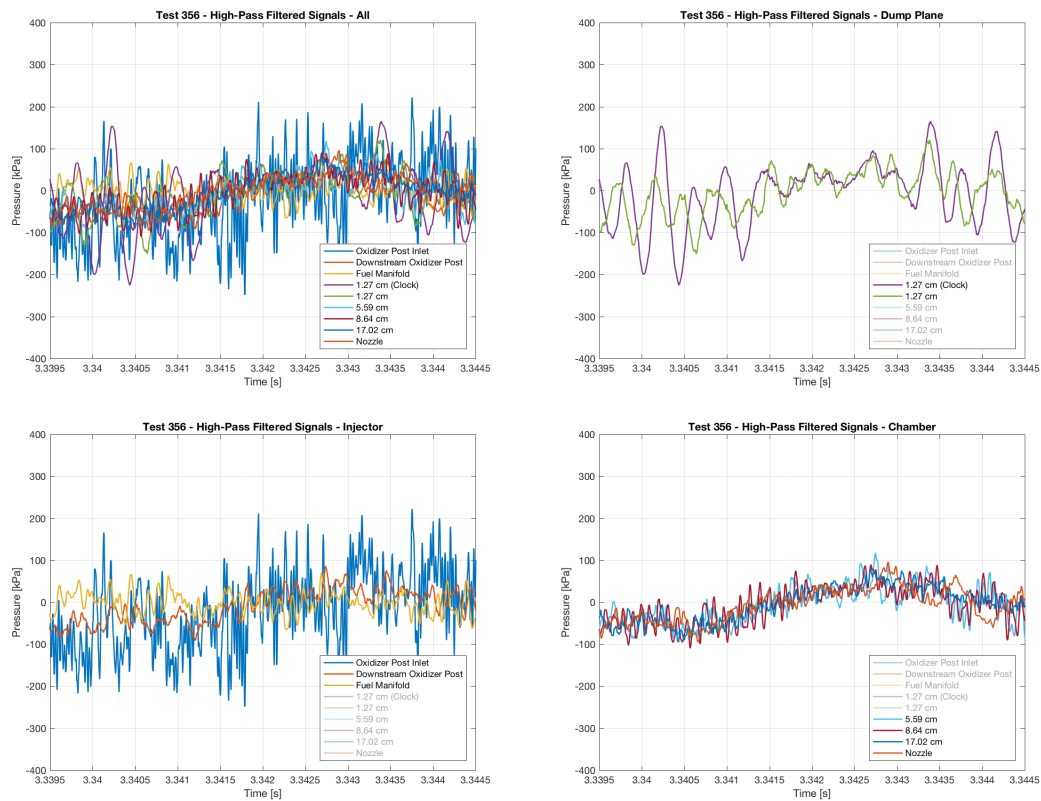 Test 356 - High-Pass Filtered Signals - All
400
300
200
100
0
-100
-200
-300
-400
Pressure [kPa]
Oxidizer Post Inlet
Downstream Oxidizer Post
Fuel Manifold
1.27 cm (Clock)
1.27 cm
5.59 cm
8.64 cm
17.02 cm
Nozzle
3.3395 3.34 3.3405 3.341 3.3415 3.342 3.3425 3.343 3.3435 3.344 3.3445
Time [s]
Test 356 - High-Pass Filtered Signals - Dump Plane
400
300
200
100
0
-100
-200
-300
-400
Pressure [kPa]
Oxidizer Post Inlet
Downstream Oxidizer Post
Fuel Manifold
1.27 cm (Clock)
1.27 cm
5.59 cm
8.64 cm
17.02 cm
Nozzle
3.3395 3.34 3.3405 3.341 3.3415 3.342 3.3425 3.343 3.3435 3.344 3.3445
Time [s]
Test 356 - High-Pass Filtered Signals - Injector
400
300
200
100
0
-100
-200
-300
-400
Pressure [kPa]
Oxidizer Post Inlet
Downstream Oxidizer Post
Fuel Manifold
1.27 cm (Clock)
1.27 cm
5.59 cm
8.64 cm
17.02 cm
Nozzle
3.3395 3.34 3.3405 3.341 3.3415 3.342 3.3425 3.343 3.3435 3.344 3.3445
Time [s]
Test 356 - High-Pass Filtered Signals - Chamber
400
300
200
100
0
-100
-200
-300
-400
Pressure [kPa]
Oxidizer Post Inlet
Downstream Oxidizer Post
Fuel Manifold
1.27 cm (Clock)
1.27 cm
5.59 cm
8.64 cm
17.02 cm
Nozzle
3.3395 3.34 3.3405 3.341 3.3415 3.342 3.3425 3.343 3.3435 3.344 3.3445
Time [s]